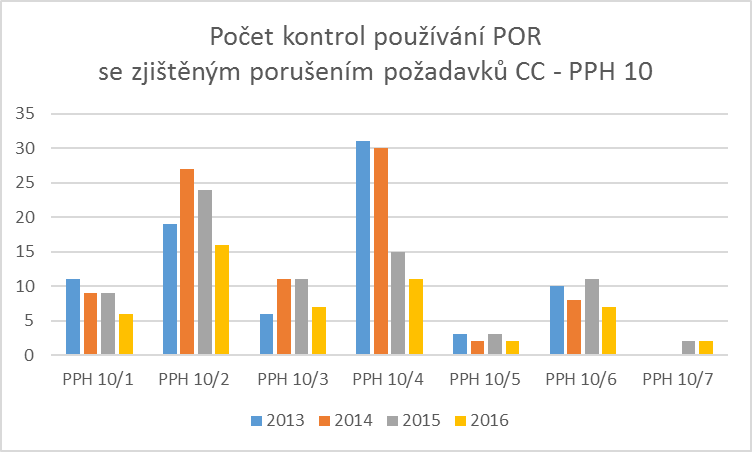 Počet kontrol používání POR
se zjištěným porušením požadavků CC - PPH 10
35
30
25
20
15
10
5
0
PPH 10/1 PPH 10/2 PPH 10/3 PPH 10/4 PPH 10/5 PPH 10/6 PPH 10/7
2013 2014 2015 2016